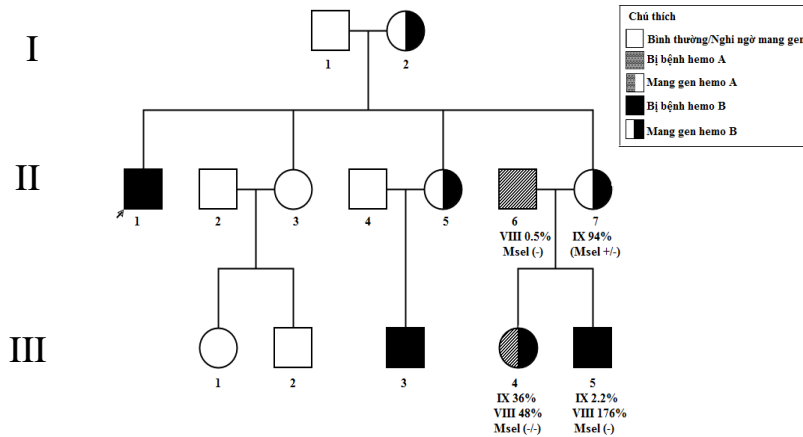 Chú thích
Bình thường/Nghi ngờ mang gen
Bị bệnh hemo A
Mang gen hemo A
Bị bệnh hemo B
Mang gen hemo B
I
1
2
II
1
2
3
4
5
6
7
VIII 0.5%
IX 94%
MseI (-)
(MseI +/-)
III
1
2
3
4
5
IX 36%
IX 2.2%
VIII 48%
VIII 176%
MseI (-/-)
MseI (-)